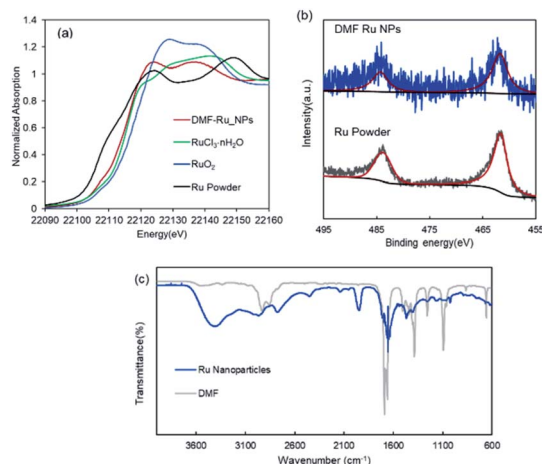 (a)
Normalized Absorption
1.4
1.2
1
0.8
0.6
0.4
0.2
0
DMF-Ru_NPs
RuCl₃·nH₂O
RuO₂
Ru Powder
22090 22100 22110 22120 22130 22140 22150 22160
Energy(eV)
(b)
DMF Ru NPs
Intensity(a.u.)
Ru Powder
495 485 475 465 455
Binding energy(eV)
(c)
Transmittance(%)
Ru Nanoparticles
DMF
3600 3100 2600 2100 1600 1100 600
Wavenumber (cm⁻¹)